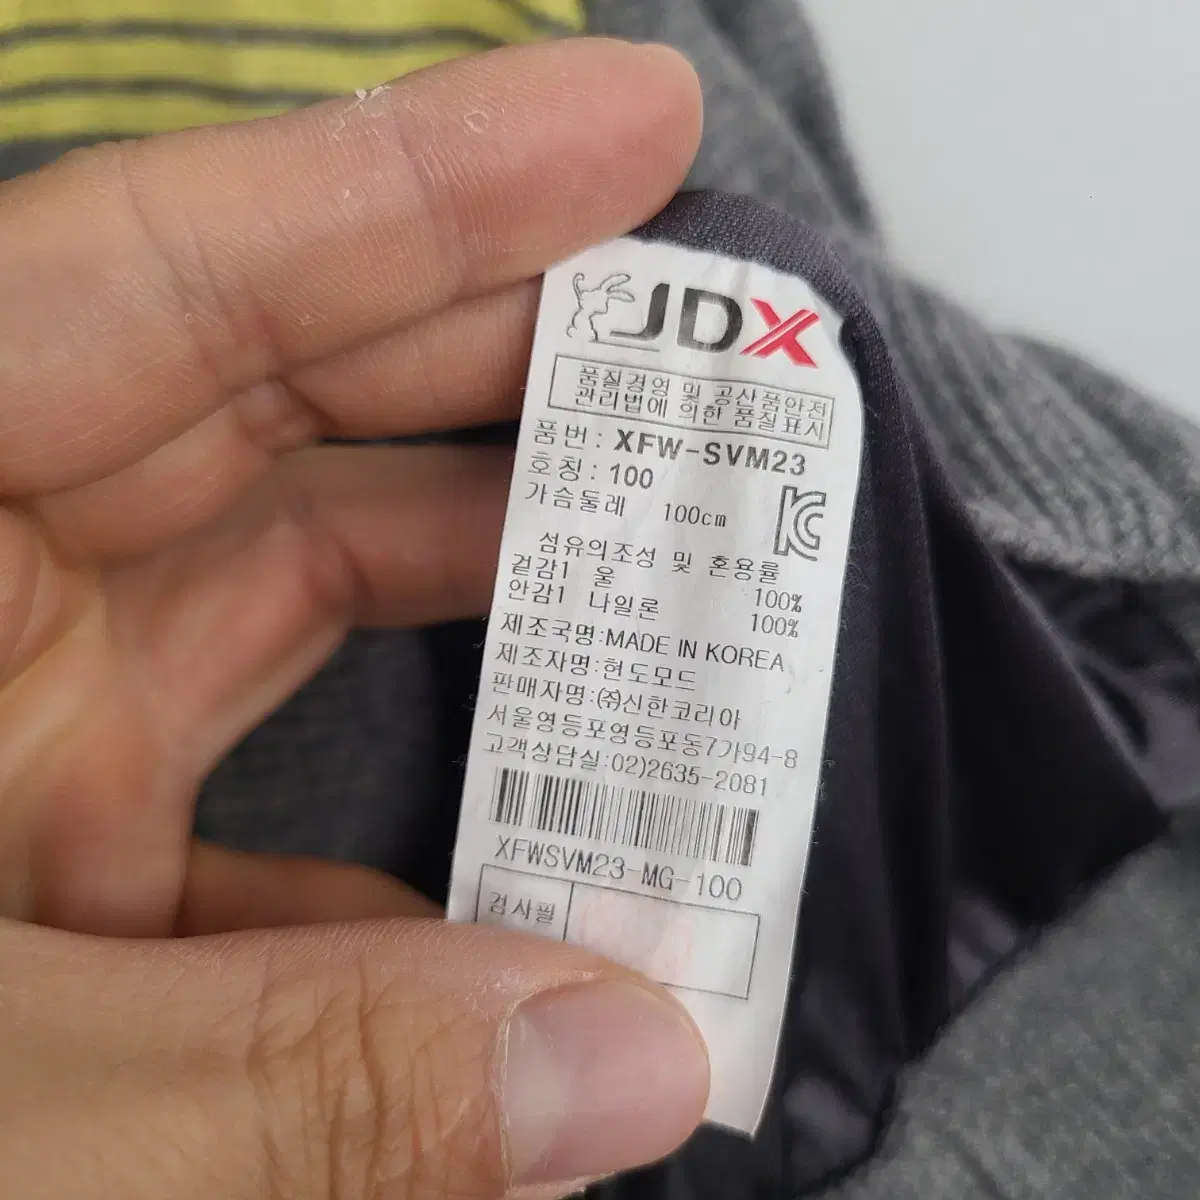 JDX
품질경영 및 공산품안전
관리법에 의한 품질표시
품번: XFW-SVM23
호칭: 100
가슴둘레 100cm
섬유의조성 및 혼용률
겉감1 울 100%
안감1 나일론 100%
제조국명:MADE IN KOREA
제조자명:현도모드
판매자명:㈜신한코리아
서울영등포영등포동7가94-8
고객상담실:02)2635-2081
XFWSVM23-MG-100
검사필